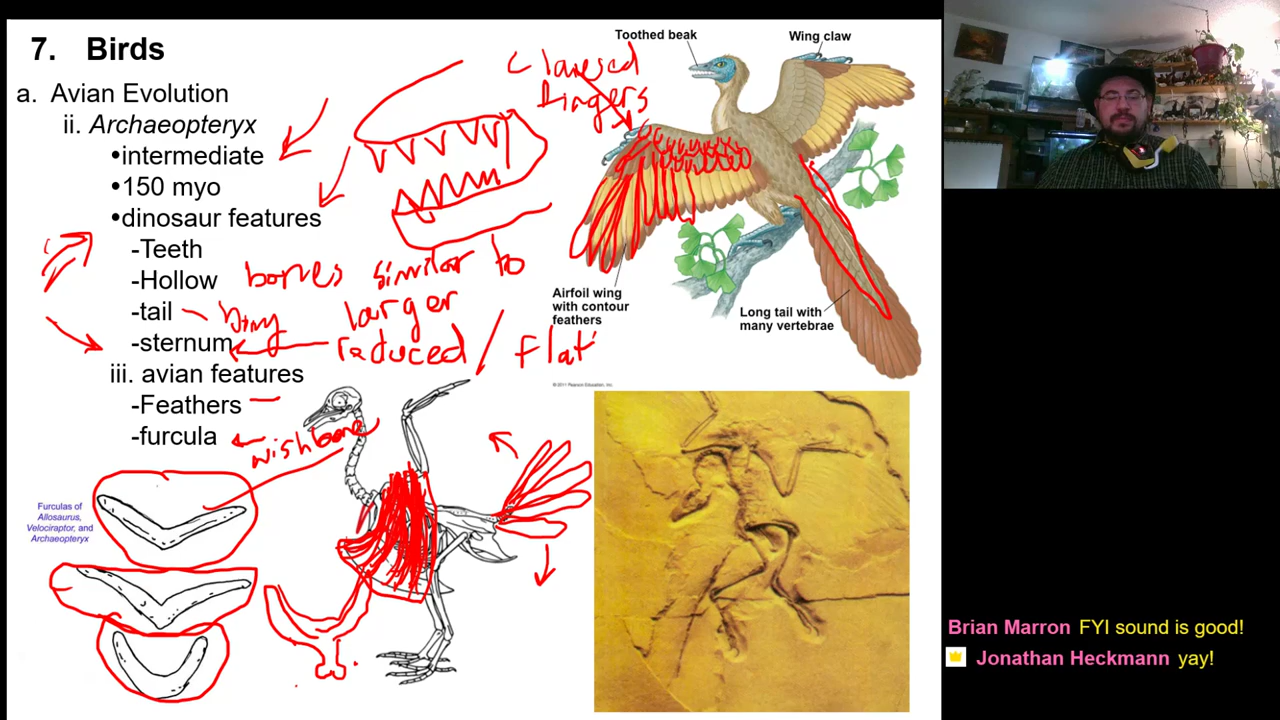 7. Birds
a. Avian Evolution
ii. Archaeopteryx
•intermediate
•150 myo
•dinosaur features
-Teeth
-Hollow bones similar to
-tail – bony larger
-sternum reduced / flat
iii. avian features
-Feathers
-furcula wishbone
Furculas of
Allosaurus,
Velociraptor, and
Archaeopteryx
clawed
fingers
Toothed beak
Wing claw
Airfoil wing
with contour
feathers
Long tail with
many vertebrae
© 2011 Pearson Education, Inc.
Brian Marron FYI sound is good!
Jonathan Heckmann yay!